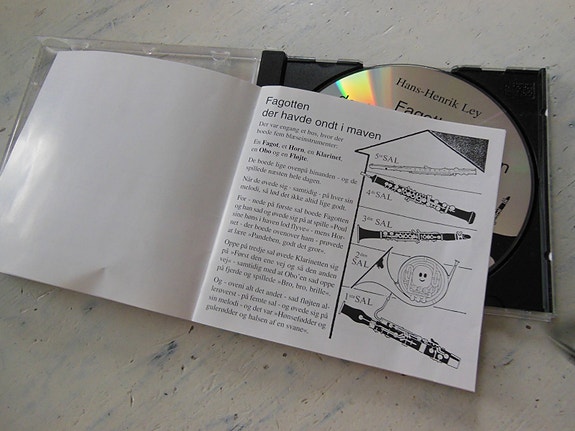 Hans-Henrik Ley
Fagotten
der havde ondt i maven
Der var engang et hus, hvor der
boede fem blæseinstrumenter:
En Fagot, et Horn, en Klarinet,
en Obo og en Fløjte.
De boede lige ovenpå hinanden - og de
spillede næsten hele dagen.
Når de øvede sig - samtidig - på hver sin
melodi, så lød det ikke altid lige godt.
For - nede på første sal boede Fagotten
og han sad og øvede sig på at spille »Poul
sine høns i haven lod flyve« - mens Hor-
net - der boede ovenover ham - prøvede
at lære »Pandeben, godt det gror«.
Oppe på tredje sal øvede Klarinetten sig
på »Først den ene vej og så den anden
vej« - samtidig med at Obo'en sad oppe
på fjerde og spillede »Bro, bro, brille«.
Og - oven i alt det andet - sad fløjten al-
lerøverst - på femte sal - og øvede sig på
sin melodi - og det var »Hønsefødder og
gulerødder og halsen af en svane«.
5te SAL
4de SAL
3die SAL
2den SAL
1ste SAL